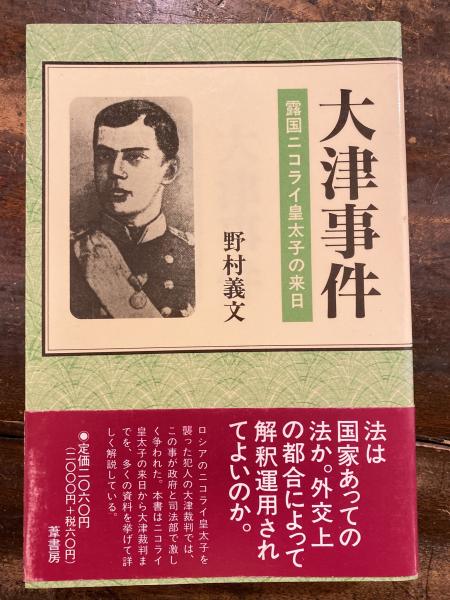 大津事件
露国ニコライ皇太子の来日
野村義文
法は
国家あっての
法か。外交上
の都合によって
解釈運用され
てよいのか。
ロシアのニコライ皇太子を
襲った犯人の大津裁判では、
この事が政府と司法部で激し
く争われた。本書はニコライ
皇太子の来日から大津裁判ま
でを、多くの資料を挙げて詳
しく解説している。
●定価二〇六〇円
(二〇〇〇円+税六〇円)
葦書房